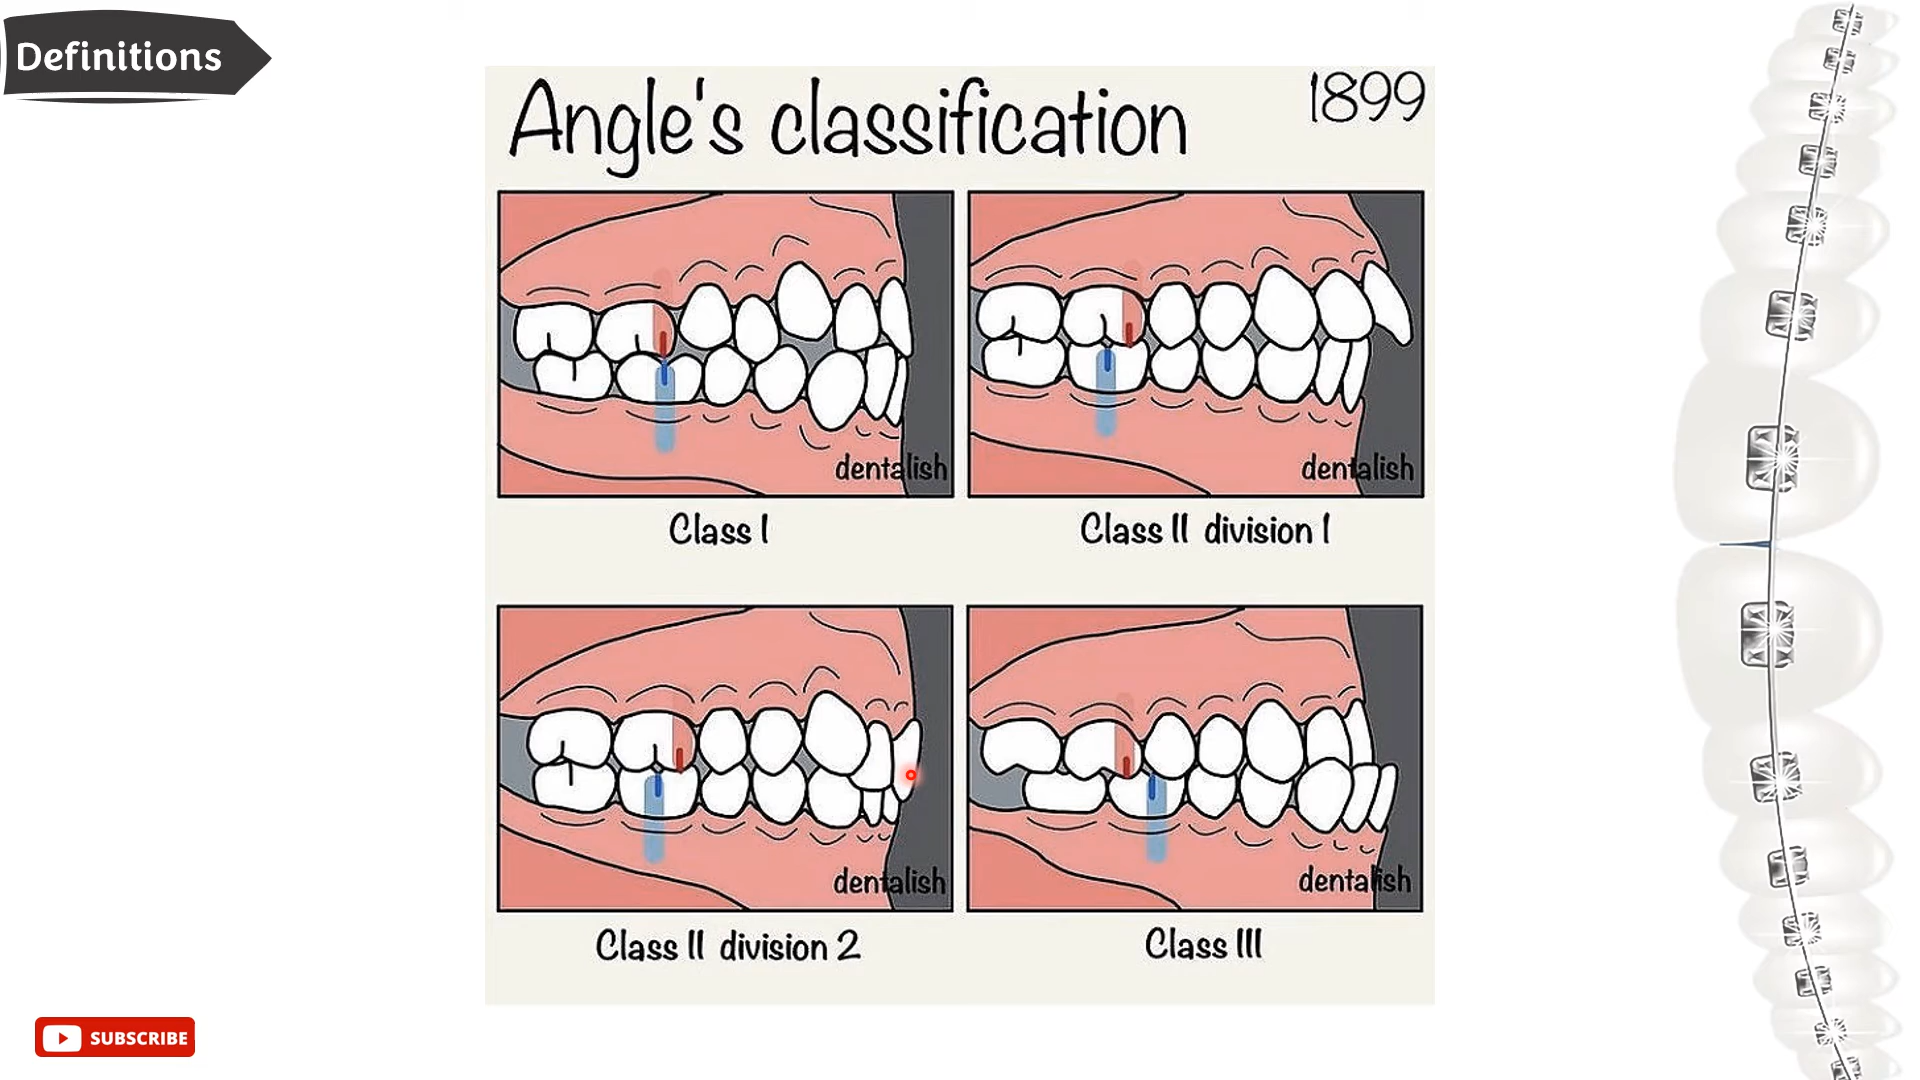 Definitions
Angle's classification
1899
dentalish
dentalish
Class I
Class II division 1
dentalish
dentalish
Class II division 2
Class III
SUBSCRIBE